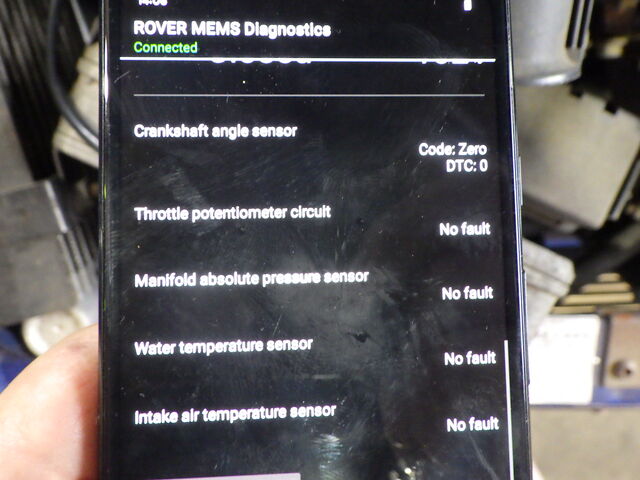 ROVER MEMS Diagnostics
Connected
Crankshaft angle sensor
Code: Zero
DTC: 0
Throttle potentiometer circuit
No fault
Manifold absolute pressure sensor
No fault
Water temperature sensor
No fault
Intake air temperature sensor
No fault